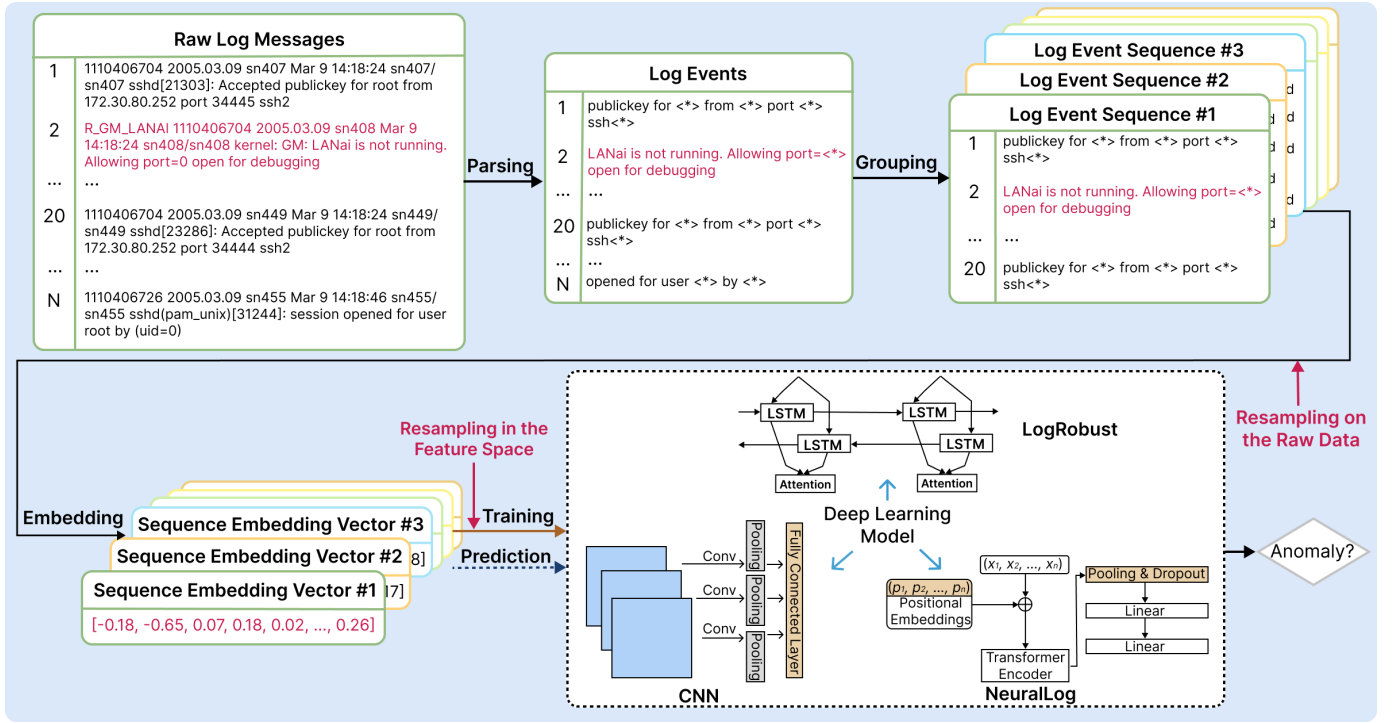 Raw Log Messages
1
1110406704 2005.03.09 sn407 Mar 9 14:18:24 sn407/
sn407 sshd[21303]: Accepted publickey for root from
172.30.80.252 port 34445 ssh2
2
R_GM_LANAI 1110406704 2005.03.09 sn408 Mar 9
14:18:24 sn408/sn408 kernel: GM: LANai is not running.
Allowing port=0 open for debugging
... ...
20
1110406704 2005.03.09 sn449 Mar 9 14:18:24 sn449/
sn449 sshd[23286]: Accepted publickey for root from
172.30.80.252 port 34444 ssh2
... ...
N
1110406726 2005.03.09 sn455 Mar 9 14:18:46 sn455/
sn455 sshd(pam_unix)[31244]: session opened for user
root by (uid=0)
Parsing
Log Events
1
publickey for <*> from <*> port <*>
ssh<*>
2
LANai is not running. Allowing port=<*>
open for debugging
... ...
20
publickey for <*> from <*> port <*>
ssh<*>
... ...
N
opened for user <*> by <*>
Grouping
Log Event Sequence #3
d
d
Log Event Sequence #2
d
d
d
Log Event Sequence #1
1
publickey for <*> from <*> port <*>
ssh<*>
2
LANai is not running. Allowing port=<*>
open for debugging
... ...
20
publickey for <*> from <*> port <*>
ssh<*>
Resampling on
the Raw Data
Embedding
Sequence Embedding Vector #3
8]
Sequence Embedding Vector #2
17]
Sequence Embedding Vector #1
[-0.18, -0.65, 0.07, 0.18, 0.02, ..., 0.26]
Resampling in the
Feature Space
Training
Prediction
LSTM
LSTM
LSTM
LSTM
Attention
Attention
LogRobust
Deep Learning
Model
Conv
Conv
Conv
Pooling
Pooling
Pooling
Fully Connected Layer
CNN
(x1, x2, ..., xn)
(p1, p2, ..., pn)
Positional
Embeddings
Transformer
Encoder
Pooling & Dropout
Linear
Linear
NeuralLog
Anomaly?